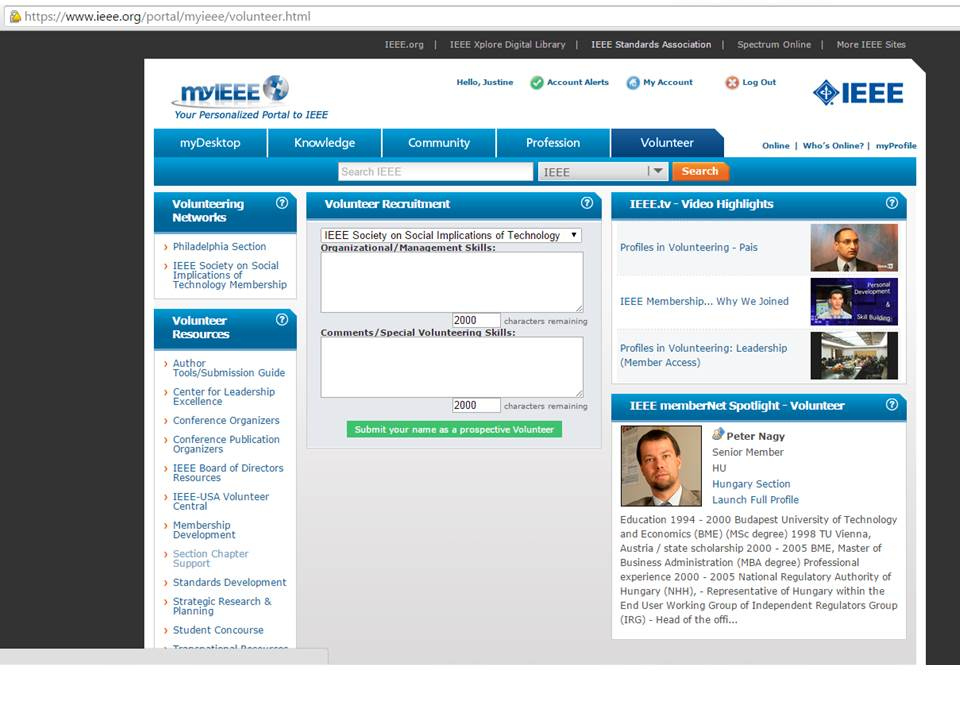 https://www.ieee.org/portal/myieee/volunteer.html
IEEE.org | IEEE Xplore Digital Library | IEEE Standards Association | Spectrum Online | More IEEE Sites
myIEEE
Your Personalized Portal to IEEE
Hello, Justine Account Alerts My Account Log Out
IEEE
myDesktop Knowledge Community Profession Volunteer
Online | Who's Online? | myProfile
Search IEEE IEEE Search
Volunteering
Networks
Philadelphia Section
IEEE Society on Social
Implications of
Technology Membership
Volunteer
Resources
Author
Tools/Submission Guide
Center for Leadership
Excellence
Conference Organizers
Conference Publication
Organizers
IEEE Board of Directors
Resources
IEEE-USA Volunteer
Central
Membership
Development
Section Chapter
Support
Standards Development
Strategic Research &
Planning
Student Concourse
Transnational Resources
Volunteer Recruitment
IEEE Society on Social Implications of Technology
Organizational/Management Skills:
2000 characters remaining
Comments/Special Volunteering Skills:
2000 characters remaining
Submit your name as a prospective Volunteer
IEEE.tv - Video Highlights
Profiles in Volunteering - Pais
IEEE Membership... Why We Joined
Personal
Development
&
Skill Building
Profiles in Volunteering: Leadership
(Member Access)
IEEE memberNet Spotlight - Volunteer
Peter Nagy
Senior Member
HU
Hungary Section
Launch Full Profile
Education 1994 - 2000 Budapest University of Technology
and Economics (BME) (MSc degree) 1998 TU Vienna,
Austria / state scholarship 2000 - 2005 BME, Master of
Business Administration (MBA degree) Professional
experience 2000 - 2005 National Regulatory Authority of
Hungary (NHH), - Representative of Hungary within the
End User Working Group of Independent Regulators Group
(IRG) - Head of the offi...